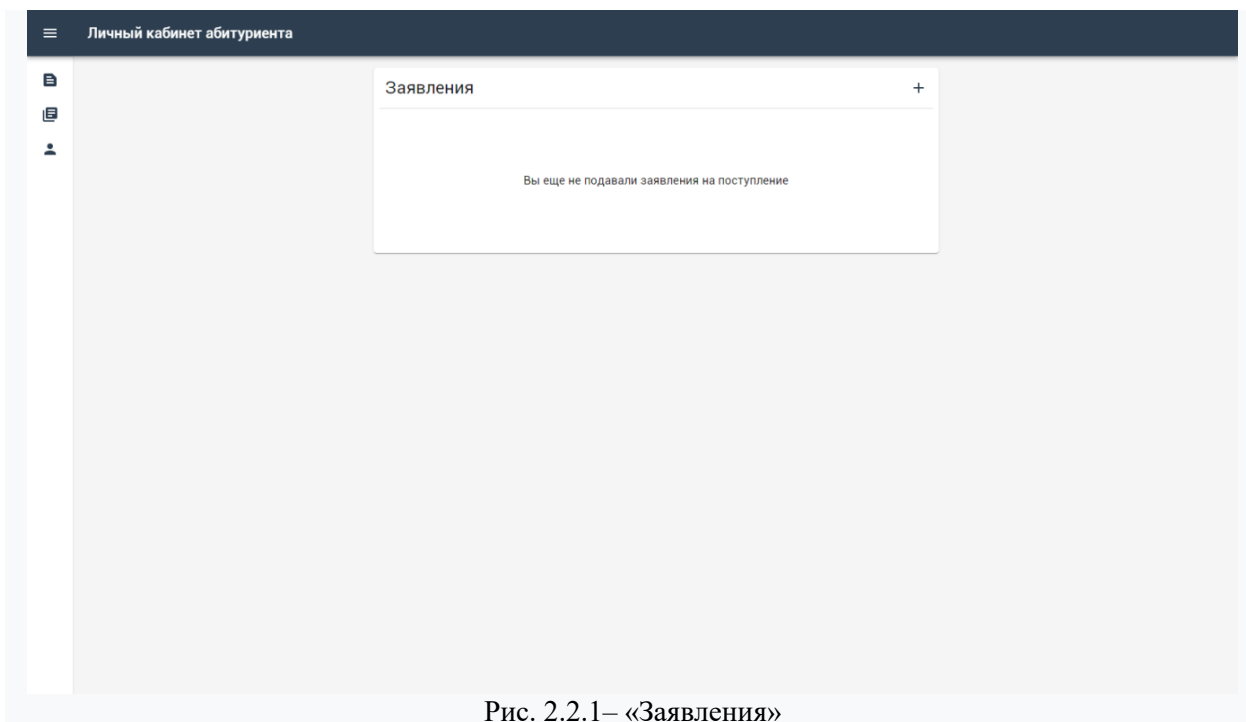 Личный кабинет абитуриента
Заявления
Вы еще не подавали заявления на поступление
Рис. 2.2.1– «Заявления»